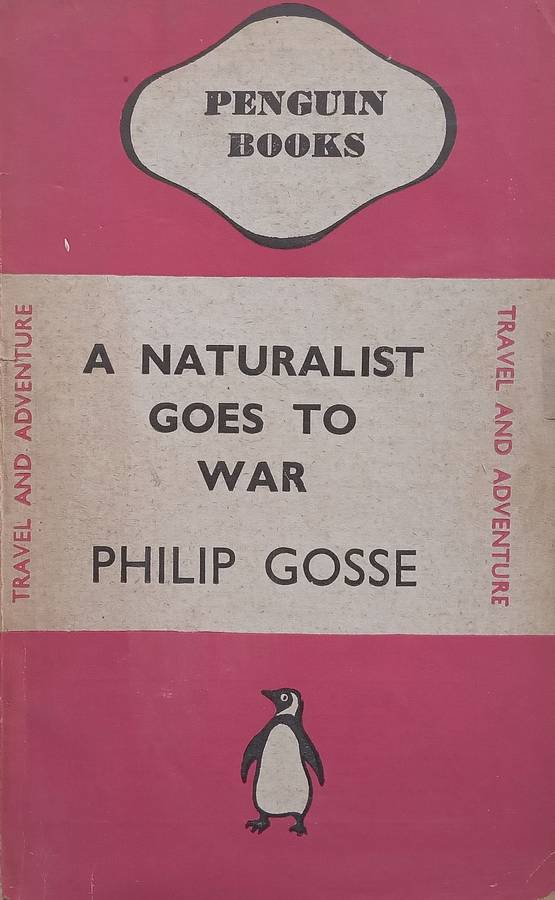 PENGUIN
BOOKS
TRAVEL AND ADVENTURE
A NATURALIST
GOES TO
WAR
PHILIP GOSSE
TRAVEL AND ADVENTURE